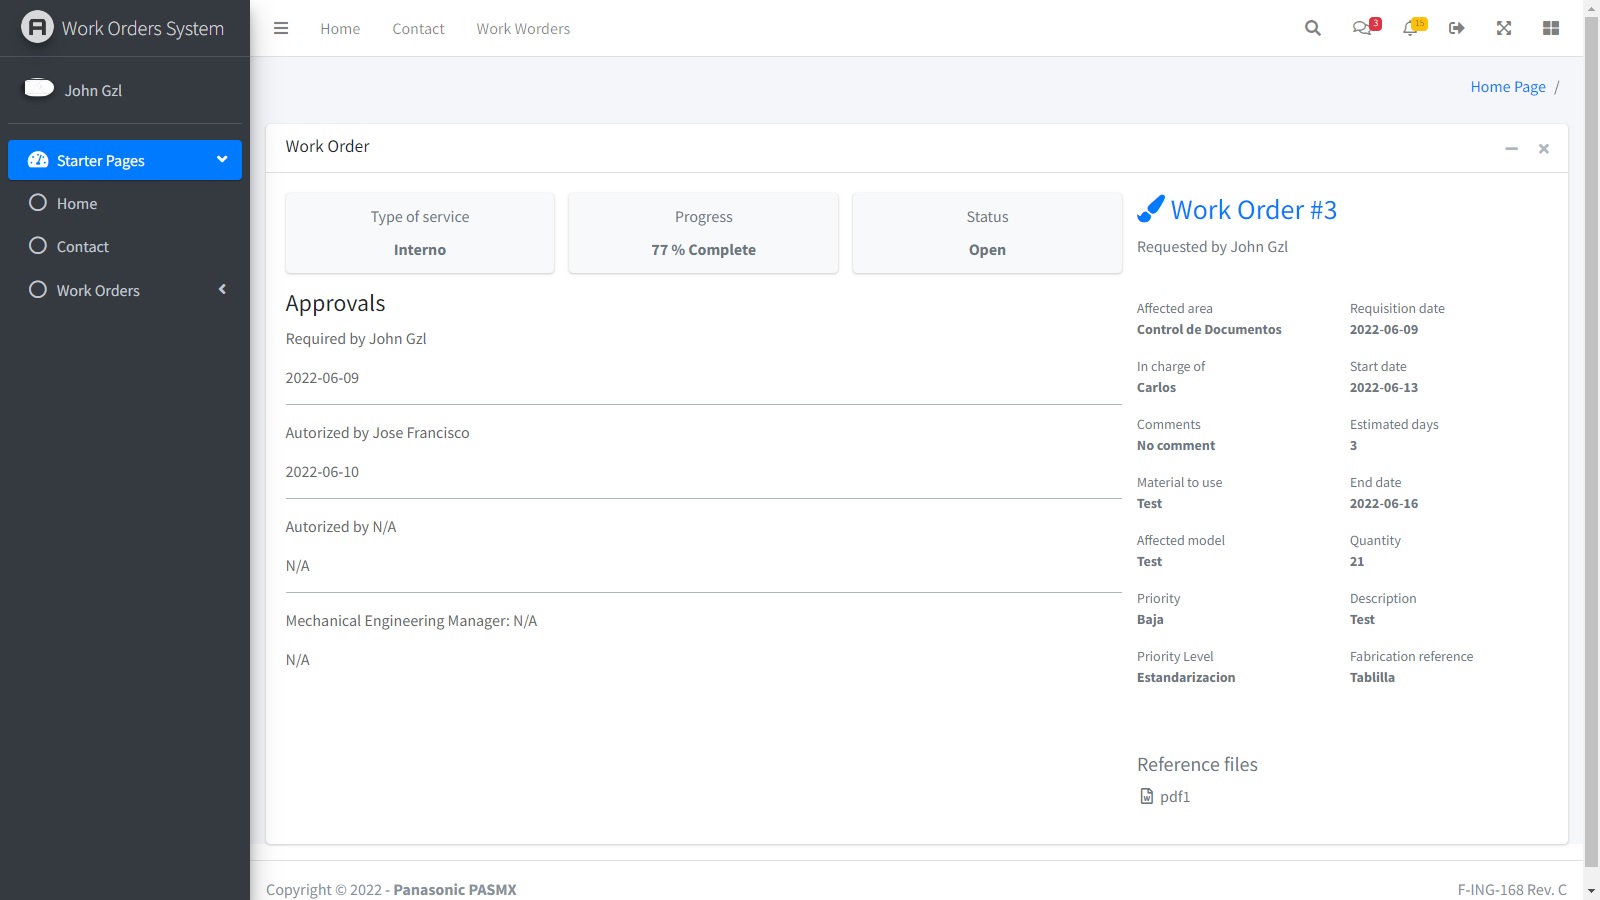 Work Orders System
Home
Contact
Work Worders
3
15
John Gzl
Home Page /
Starter Pages
Home
Contact
Work Orders
Work Order
Type of service
Interno
Progress
77 % Complete
Status
Open
Approvals
Required by John Gzl
2022-06-09
Autorized by Jose Francisco
2022-06-10
Autorized by N/A
N/A
Mechanical Engineering Manager: N/A
N/A
Work Order #3
Requested by John Gzl
Affected area
Control de Documentos
Requisition date
2022-06-09
In charge of
Carlos
Start date
2022-06-13
Comments
No comment
Estimated days
3
Material to use
Test
End date
2022-06-16
Affected model
Test
Quantity
21
Priority
Baja
Description
Test
Priority Level
Estandarizacion
Fabrication reference
Tablilla
Reference files
pdf1
Copyright © 2022 - Panasonic PASMX
F-ING-168 Rev. C